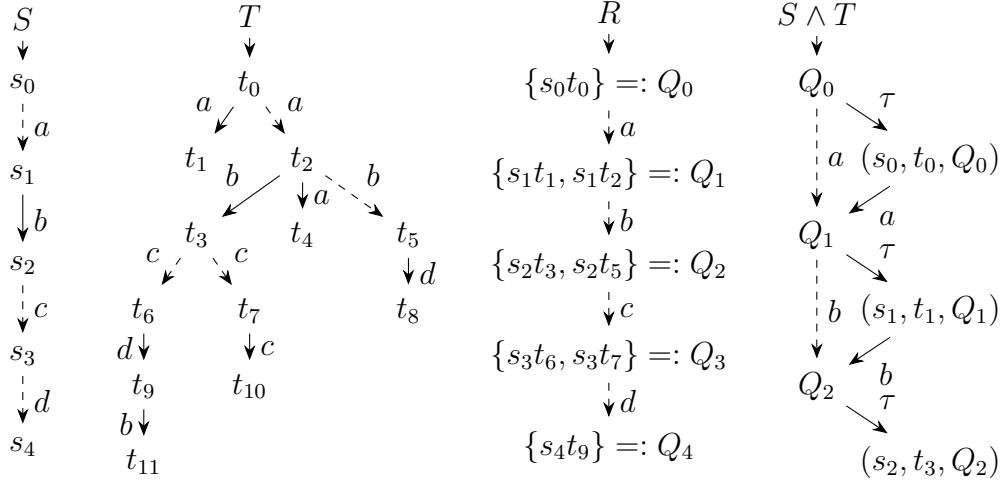 S T R S ∧ T
s₀ t₀ {s₀t₀} =: Q₀ Q₀
a a a a τ
s₁ t₁ t₂ {s₁t₁, s₁t₂} =: Q₁ a (s₀, t₀, Q₀)
b b a b b a
s₂ t₃ t₄ t₅ {s₂t₃, s₂t₅} =: Q₂ Q₁
c c c d c τ
s₃ t₆ t₇ t₈ {s₃t₆, s₃t₇} =: Q₃ b (s₁, t₁, Q₁)
d d c d b
t₉ t₁₀ Q₂ τ
s₄ b {s₄t₉} =: Q₄
t₁₁ (s₂, t₃, Q₂)